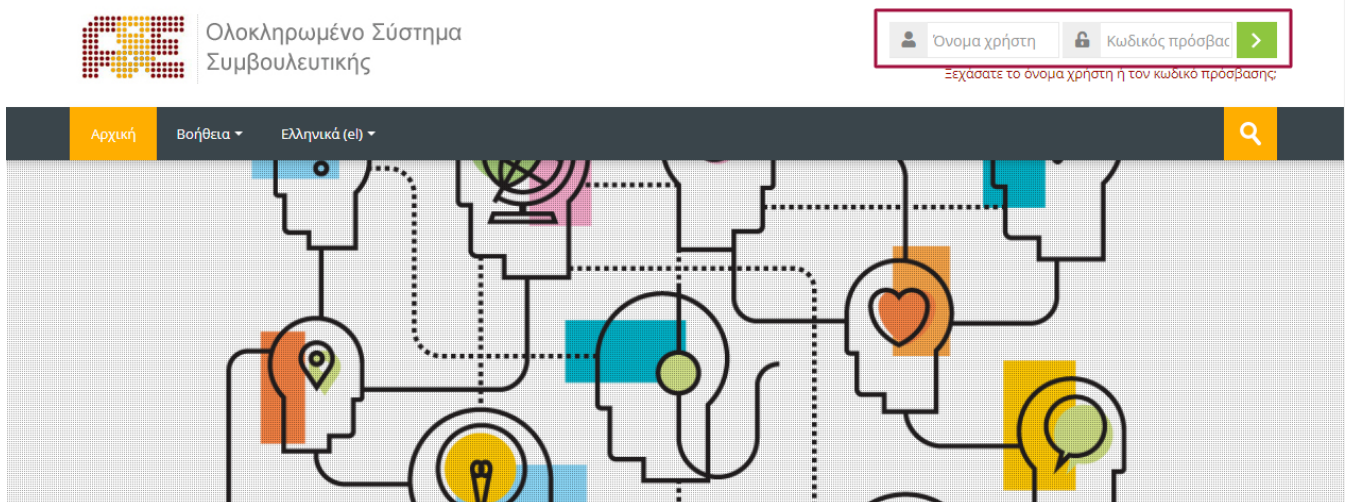 Ολοκληρωμένο Σύστημα
Συμβουλευτικής
Όνομα χρήστη
Κωδικός πρόσβας
Ξεχάσατε το όνομα χρήστη ή τον κωδικό πρόσβασης;
Αρχική Βοήθεια Ελληνικά (el)